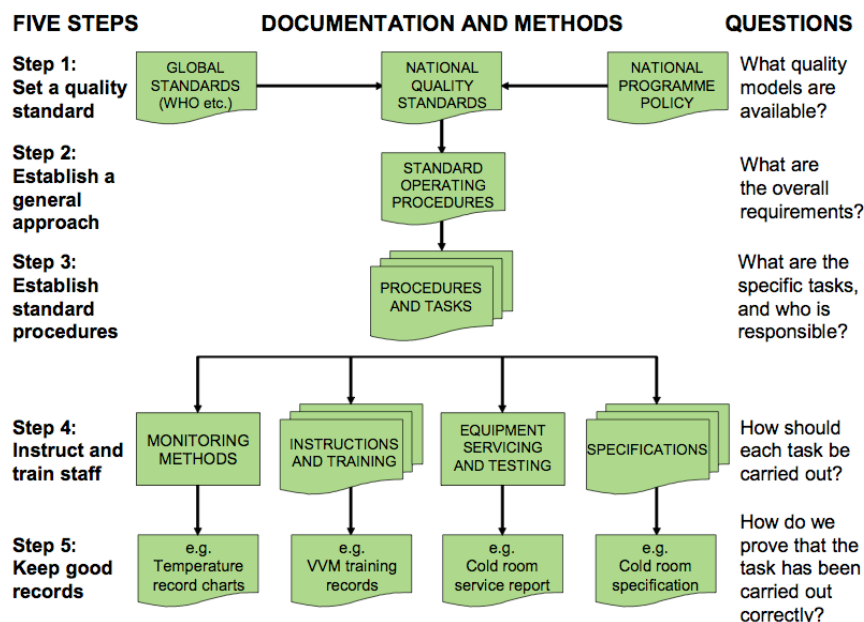 FIVE STEPS
DOCUMENTATION AND METHODS
QUESTIONS
Step 1:
Set a quality
standard
GLOBAL
STANDARDS
(WHO etc.)
NATIONAL
QUALITY
STANDARDS
NATIONAL
PROGRAMME
POLICY
What quality
models are
available?
Step 2:
Establish a
general
approach
STANDARD
OPERATING
PROCEDURES
What are
the overall
requirements?
Step 3:
Establish
standard
procedures
PROCEDURES
AND TASKS
What are the
specific tasks,
and who is
responsible?
Step 4:
Instruct and
train staff
MONITORING
METHODS
INSTRUCTIONS
AND TRAINING
EQUIPMENT
SERVICING
AND TESTING
SPECIFICATIONS
How should
each task be
carried out?
Step 5:
Keep good
records
e.g.
Temperature
record charts
e.g.
VVM training
records
e.g.
Cold room
service report
e.g.
Cold room
specification
How do we
prove that the
task has been
carried out
correctly?